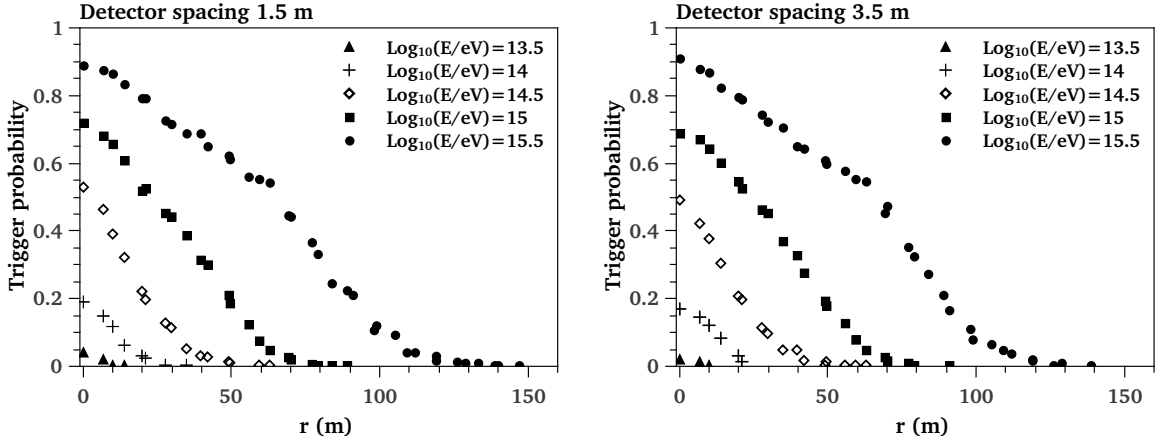 Detector spacing 1.5 m
1
0.8
0.6
0.4
0.2
0
Trigger probability
Log₁₀(E/eV)=13.5
Log₁₀(E/eV)=14
Log₁₀(E/eV)=14.5
Log₁₀(E/eV)=15
Log₁₀(E/eV)=15.5
0 50 100 150
r (m)
Detector spacing 3.5 m
1
0.8
0.6
0.4
0.2
0
Trigger probability
Log₁₀(E/eV)=13.5
Log₁₀(E/eV)=14
Log₁₀(E/eV)=14.5
Log₁₀(E/eV)=15
Log₁₀(E/eV)=15.5
0 50 100 150
r (m)